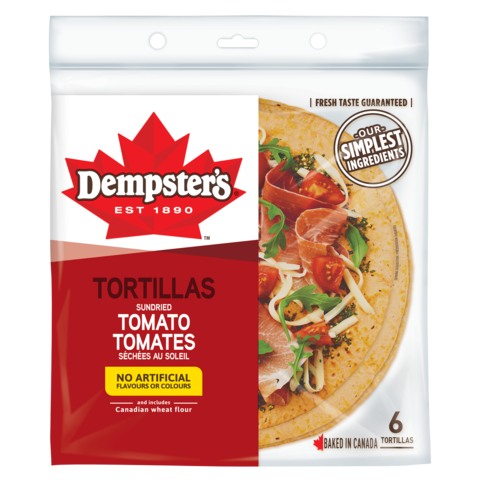 FRESH TASTE GUARANTEED
OUR
SIMPLEST
INGREDIENTS
Dempster's
EST 1890
TM
TORTILLAS
SUNDRIED
TOMATO
TOMATES
SÉCHÉES AU SOLEIL
NO ARTIFICIAL
FLAVOURS OR COLOURS
and includes
Canadian wheat flour
BAKED IN CANADA
6
TORTILLAS